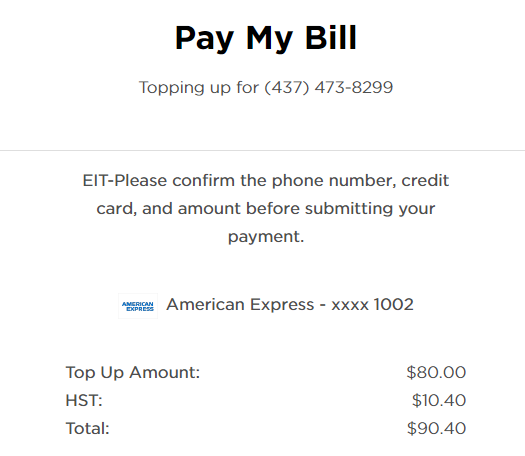 Pay My Bill
Topping up for (437) 473-8299
EIT-Please confirm the phone number, credit
card, and amount before submitting your
payment.
AMERICAN
EXPRESS
American Express - xxxx 1002
Top Up Amount: $80.00
HST: $10.40
Total: $90.40